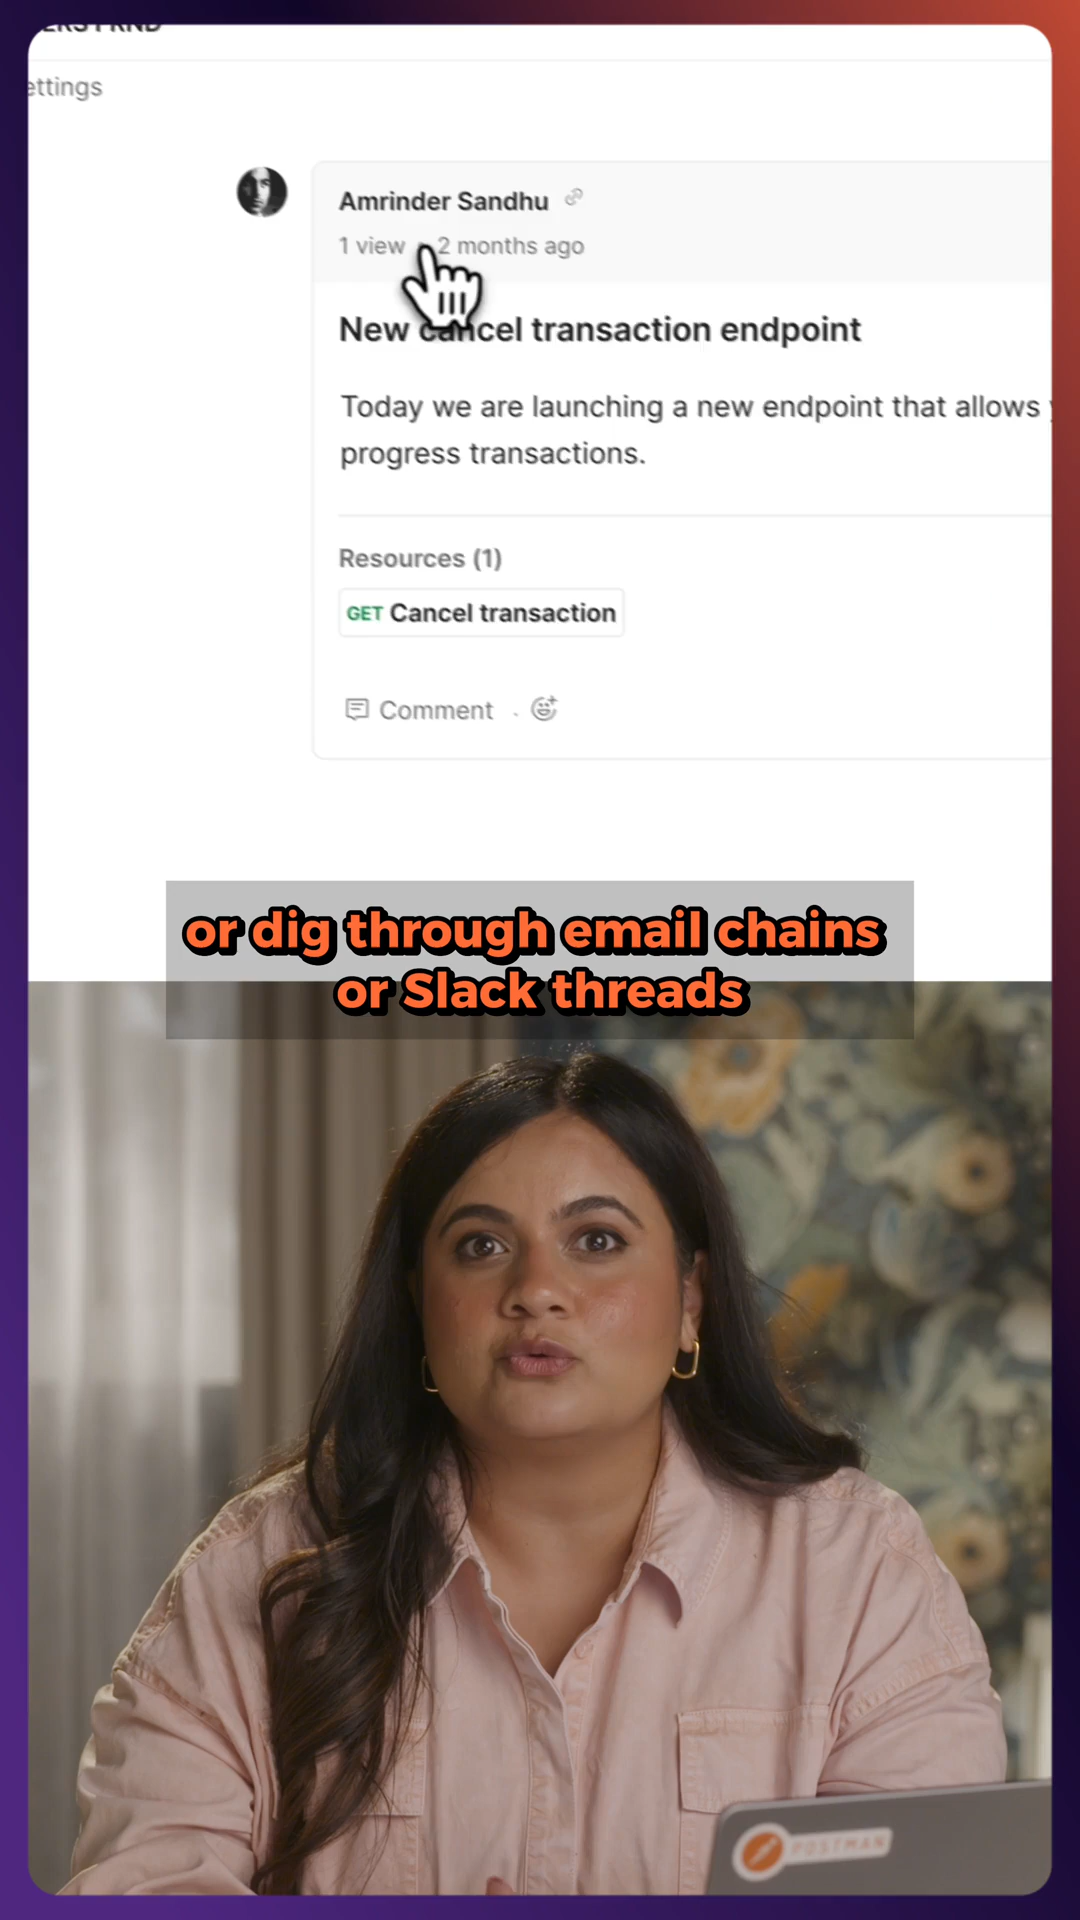 ettings
Amrinder Sandhu
1 view
2 months ago
New cancel transaction endpoint
Today we are launching a new endpoint that allows
progress transactions.
Resources (1)
GET Cancel transaction
Comment
or dig through email chains
or Slack threads
POSTMAN